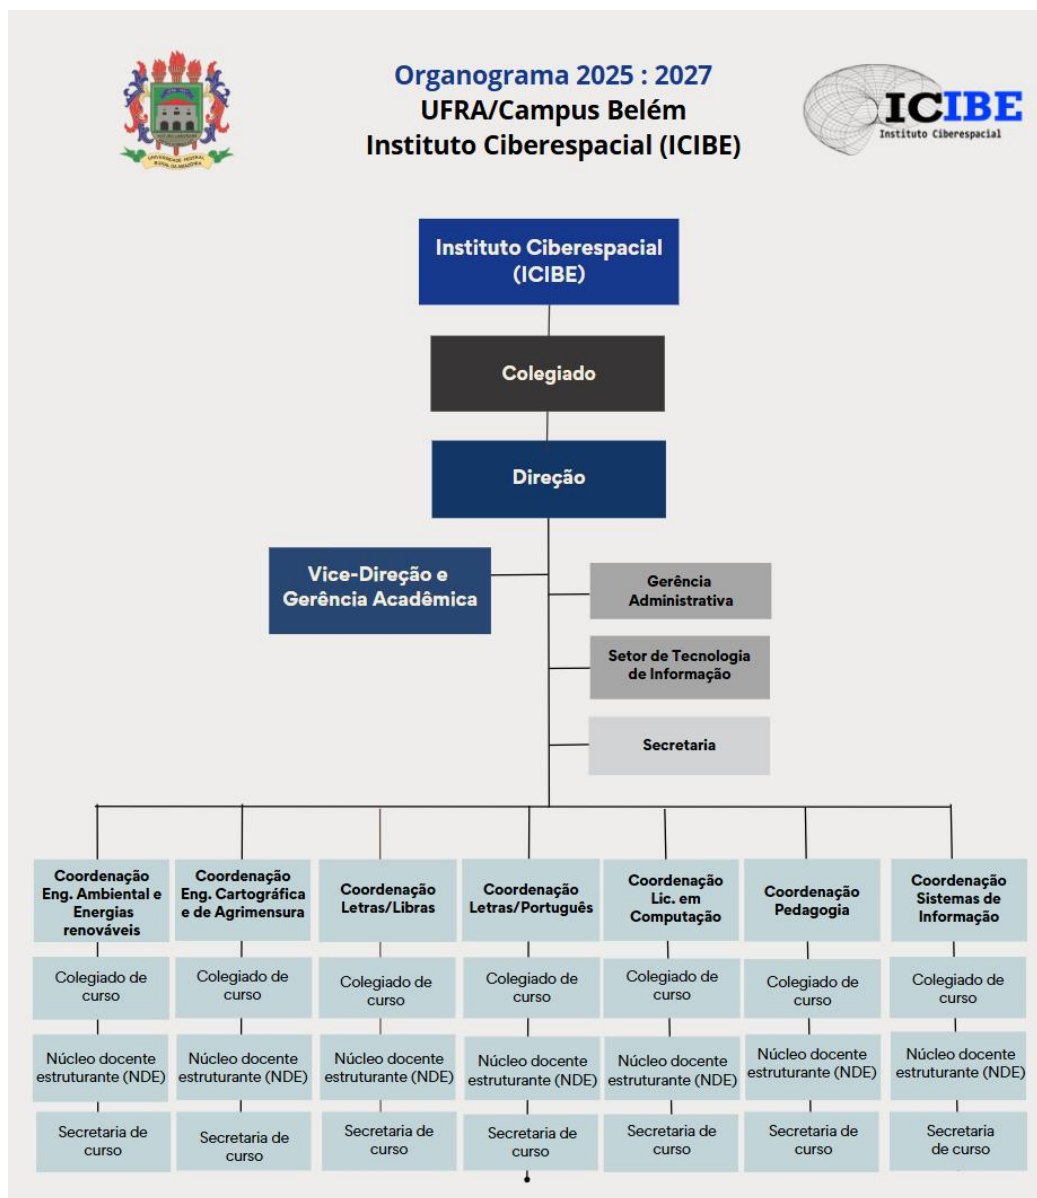 Organograma 2025 : 2027
UFRA/Campus Belém
Instituto Ciberespacial (ICIBE)
ICIBE
Instituto Ciberespacial
UNIVERSIDADE FEDERAL
RURAL DA AMAZÔNIA
Instituto Ciberespacial
(ICIBE)
Colegiado
Direção
Vice-Direção e
Gerência Acadêmica
Gerência
Administrativa
Setor de Tecnologia
de Informação
Secretaria
Coordenação
Eng. Ambiental e
Energias
renováveis
Coordenação
Eng. Cartográfica
e de Agrimensura
Coordenação
Letras/Libras
Coordenação
Letras/Português
Coordenação
Lic. em
Computação
Coordenação
Pedagogia
Coordenação
Sistemas de
Informação
Colegiado de
curso
Colegiado de
curso
Colegiado de
curso
Colegiado de
curso
Colegiado de
curso
Colegiado de
curso
Colegiado de
curso
Núcleo docente
estruturante (NDE)
Núcleo docente
estruturante (NDE)
Núcleo docente
estruturante (NDE)
Núcleo docente
estruturante (NDE)
Núcleo docente
estruturante (NDE)
Núcleo docente
estruturante (NDE)
Núcleo docente
estruturante (NDE)
Secretaria de
curso
Secretaria de
curso
Secretaria de
curso
Secretaria de
curso
Secretaria de
curso
Secretaria de
curso
Secretaria
de curso